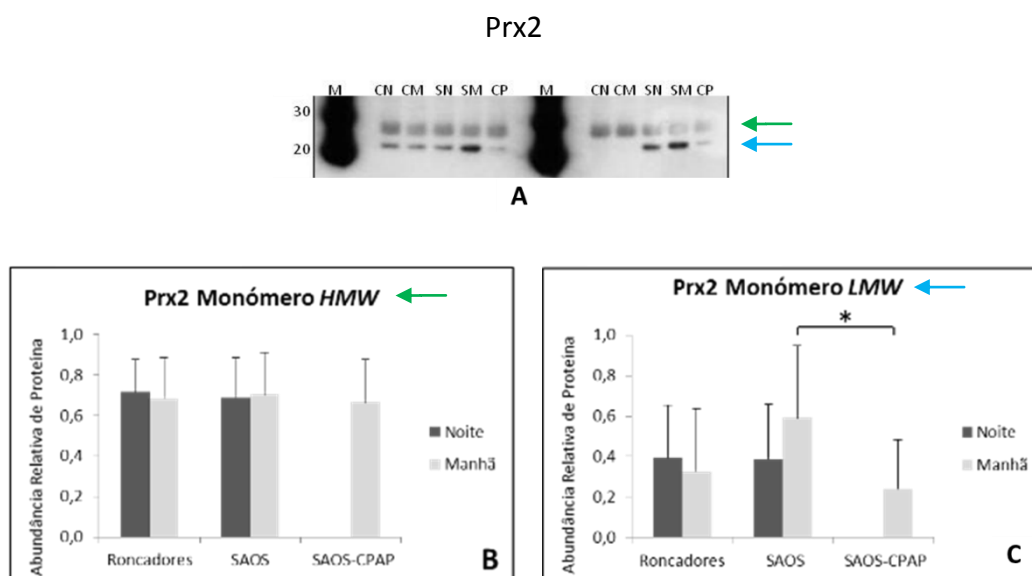 Prx2
M CN CM SN SM CP M CN CM SN SM CP
30
20
A
Prx2 Monómero HMW
Abundância Relativa de Proteína
1,0
0,8
0,6
0,4
0,2
0,0
Noite
Manhã
Roncadores SAOS SAOS-CPAP
B
Prx2 Monómero LMW
*
Abundância Relativa de Proteína
1,0
0,8
0,6
0,4
0,2
0,0
Noite
Manhã
Roncadores SAOS SAOS-CPAP
C